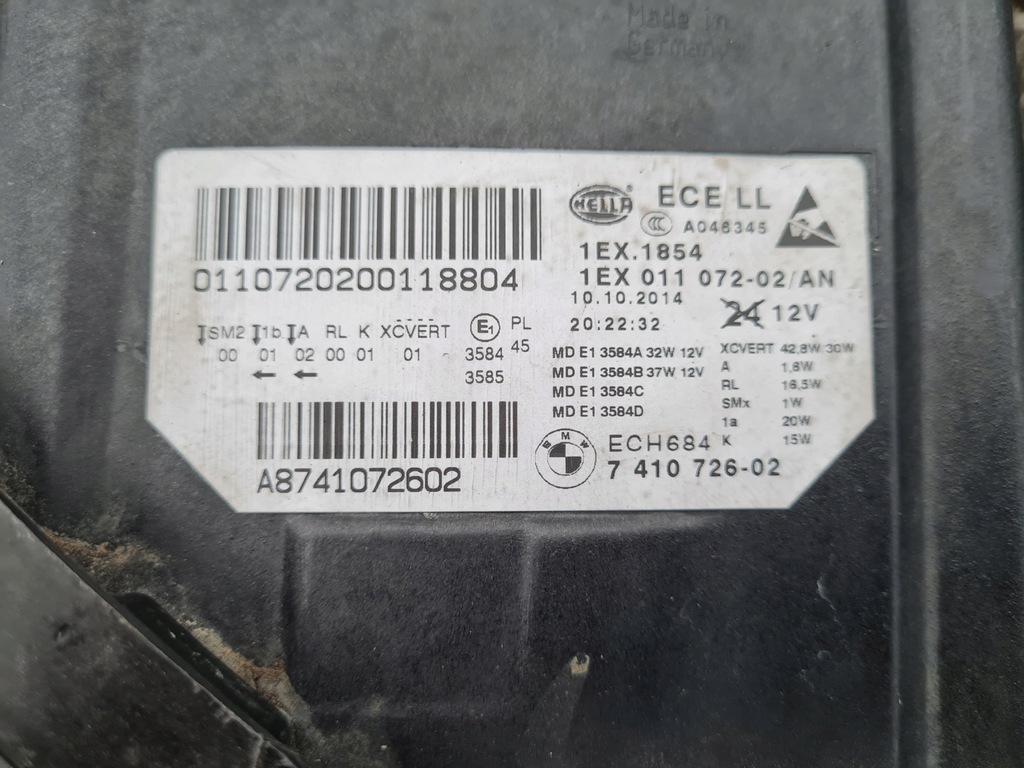 Made in
Germany
0110720200118804
SM2 1b A RL K XCVERT E1 PL
00 01 02 00 01 01 3584 45
3585
A8741072602
HELLA ECE LL
CCC A046345
1EX.1854
1EX 011 072-02/AN
10.10.2014
20:22:32 24 12V
MD E1 3584A 32W 12V
MD E1 3584B 37W 12V
MD E1 3584C
MD E1 3584D
XCVERT 42,8W/30W
A 1,8W
RL 16,5W
SMx 1W
1a 20W
K 15W
BMW ECH684
7 410 726-02